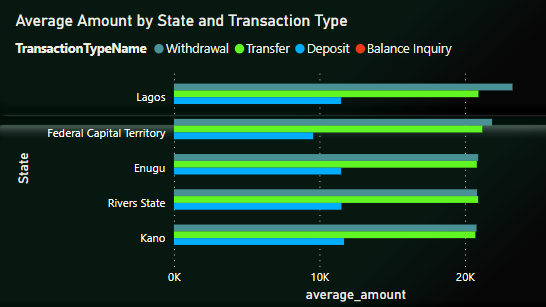 Average Amount by State and Transaction Type
TransactionTypeName Withdrawal Transfer Deposit Balance Inquiry
Lagos
Federal Capital Territory
Enugu
Rivers State
Kano
State
0K 10K 20K
average_amount